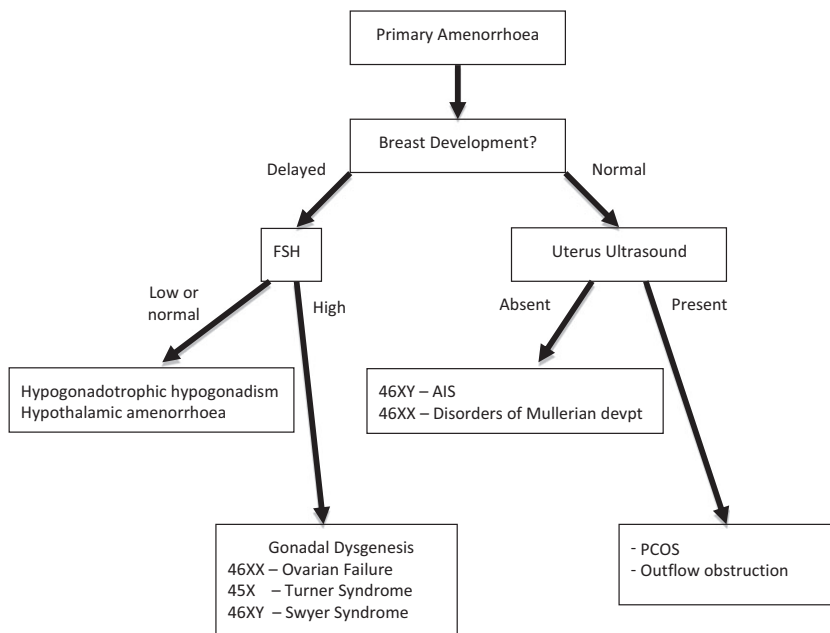 Primary Amenorrhoea
Breast Development?
Delayed
Normal
FSH
Uterus Ultrasound
Low or
normal
High
Absent
Present
Hypogonadotrophic hypogonadism
Hypothalamic amenorrhoea
46XY – AIS
46XX – Disorders of Mullerian devpt
Gonadal Dysgenesis
46XX – Ovarian Failure
45X – Turner Syndrome
46XY – Swyer Syndrome
- PCOS
- Outflow obstruction